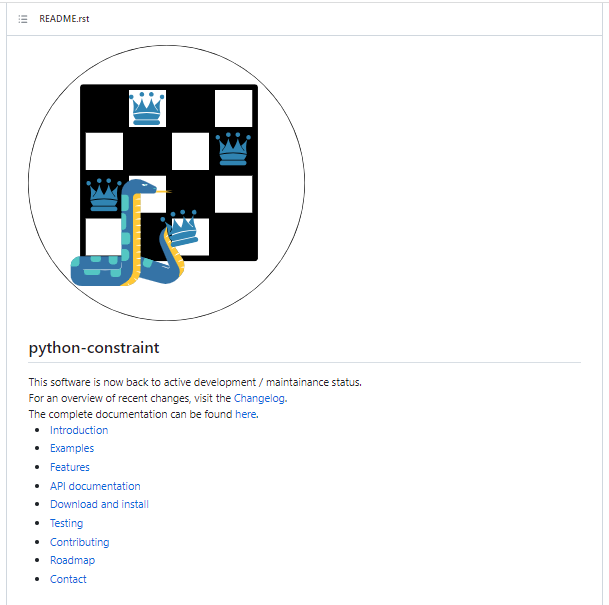 README.rst
python-constraint
This software is now back to active development / maintainance status.
For an overview of recent changes, visit the Changelog.
The complete documentation can be found here.
Introduction
Examples
Features
API documentation
Download and install
Testing
Contributing
Roadmap
Contact